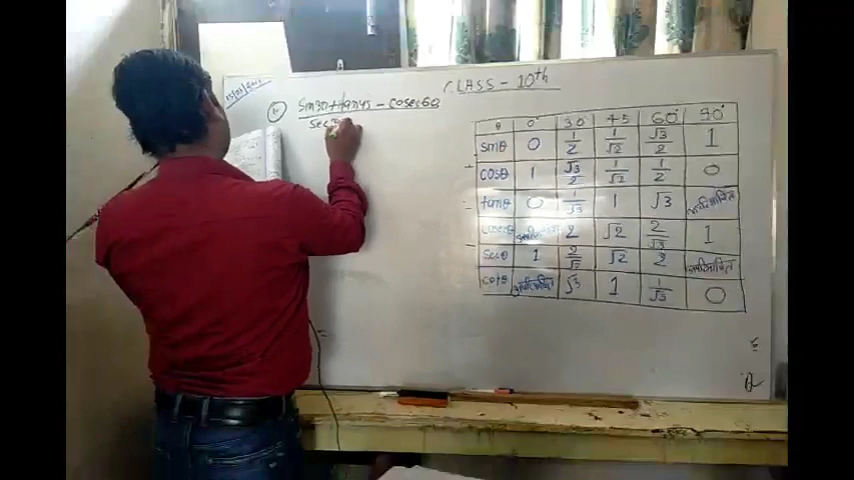 CLASS - 10th
sin30+tan45 - cosec60
sec
θ 0° 30° 45 60° 90°
sinθ 0 1/2 1/√2 √3/2 1
cosθ 1 √3/2 1/√2 1/2 0
tanθ 0 1/√3 1 √3 अपरिभाषित
cosecθ 2 √2 2/√3 1
secθ 1 2/√3 √2 2 अपरिभाषित
cotθ अपरिभाषित √3 1 1/√3 0